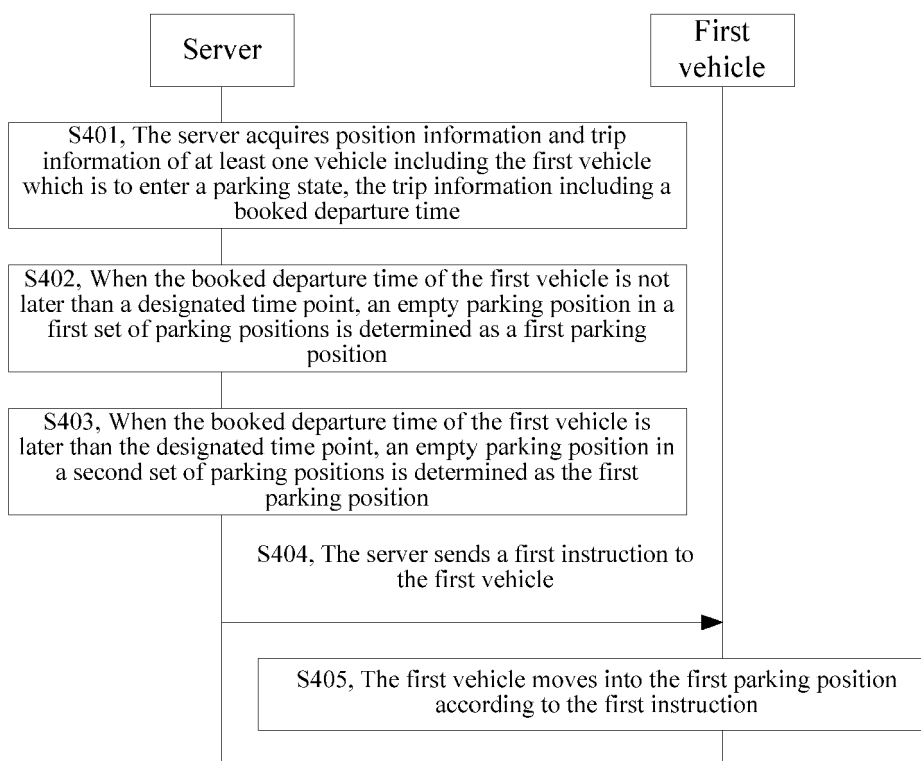 Server
First
vehicle
S401, The server acquires position information and trip
information of at least one vehicle including the first vehicle
which is to enter a parking state, the trip information including a
booked departure time
S402, When the booked departure time of the first vehicle is not
later than a designated time point, an empty parking position in a
first set of parking positions is determined as a first parking
position
S403, When the booked departure time of the first vehicle is
later than the designated time point, an empty parking position in
a second set of parking positions is determined as the first
parking position
S404, The server sends a first instruction to
the first vehicle
S405, The first vehicle moves into the first parking position
according to the first instruction